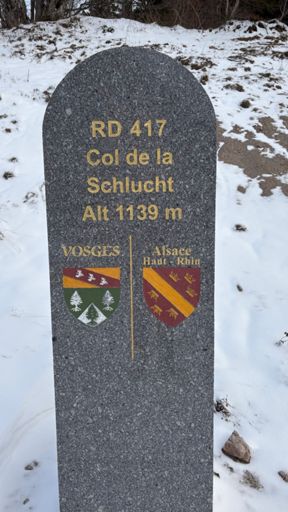 RD 417
Col de la
Schlucht
Alt 1139 m
VOSGES
Alsace
Haut - Rhin